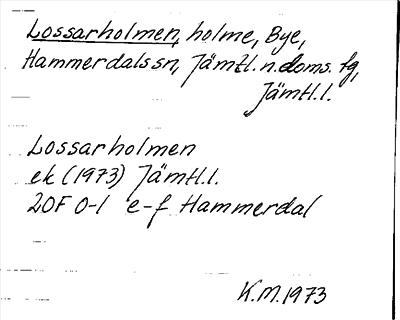 Lossarholmen, holme, Bye,
Hammerdals sn, Jämtl. n. doms. fg,
Jämtl. l.
Lossarholmen
ek (1973) Jämtl. l.
20F 0-1 e-f Hammerdal
K.M. 1973